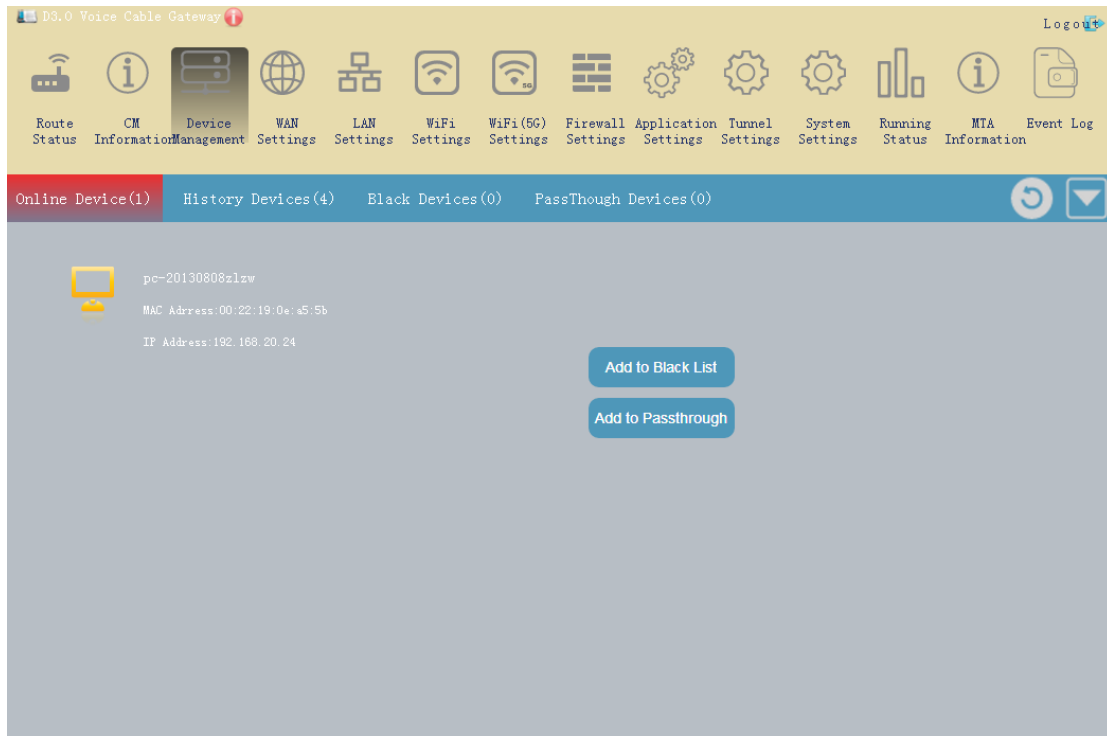 D3.0 Voice Cable Gateway
Logout
5G
Route Status
CM Information
Device Management
WAN Settings
LAN Settings
WiFi Settings
WiFi(5G) Settings
Firewall Settings
Application Settings
Tunnel Settings
System Settings
Running Status
MTA Information
Event Log
Online Device(1) History Devices(4) Black Devices(0) PassThough Devices(0)
pc-20130808zlzw
MAC Adrress:00:22:19:0e:a5:5b
IP Address:192.168.20.24
Add to Black List
Add to Passthrough